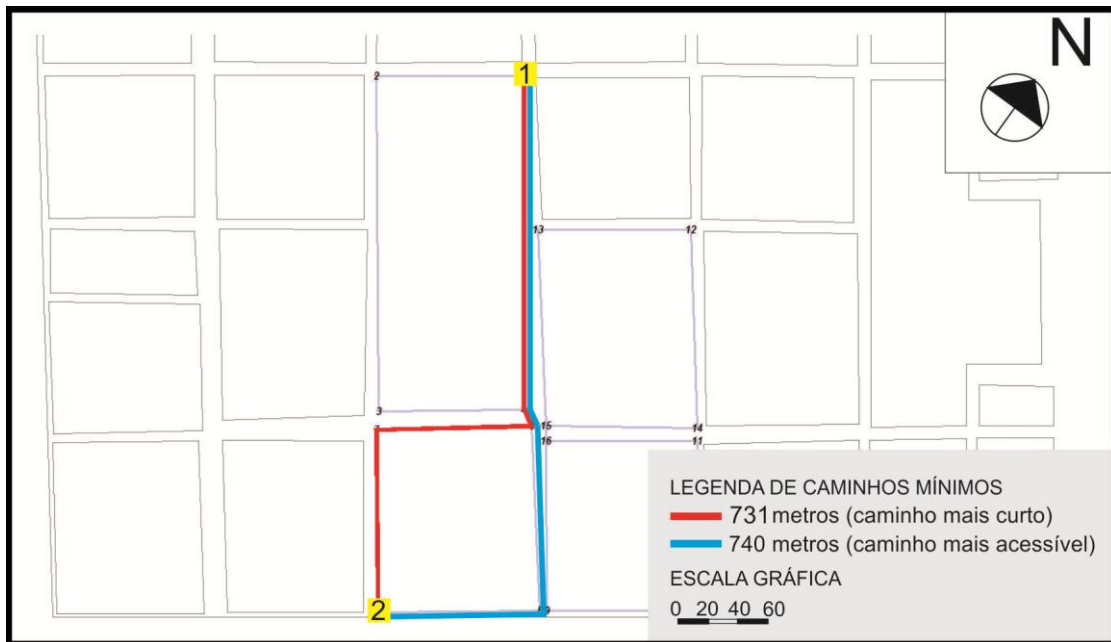 N
2
1
13
12
3
15
14
16
11
2
LEGENDA DE CAMINHOS MÍNIMOS
731 metros (caminho mais curto)
740 metros (caminho mais acessível)
ESCALA GRÁFICA
0 20 40 60